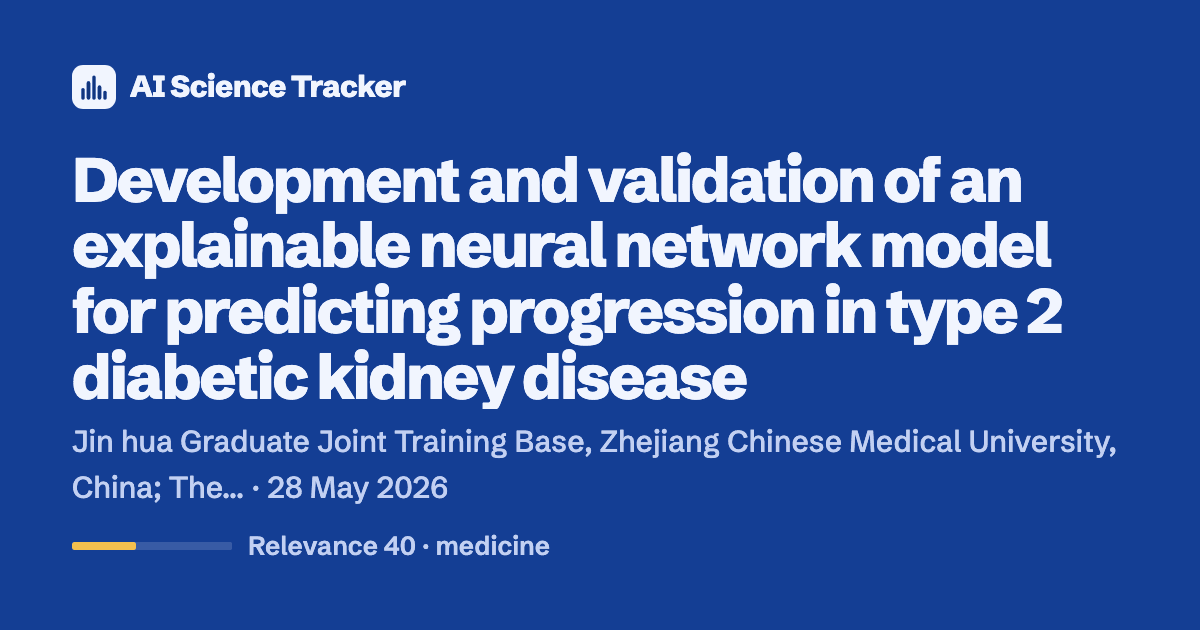 AI Science Tracker
Development and validation of an
explainable neural network model
for predicting progression in type 2
diabetic kidney disease
Jin hua Graduate Joint Training Base, Zhejiang Chinese Medical University,
China; The... · 28 May 2026
Relevance 40 · medicine